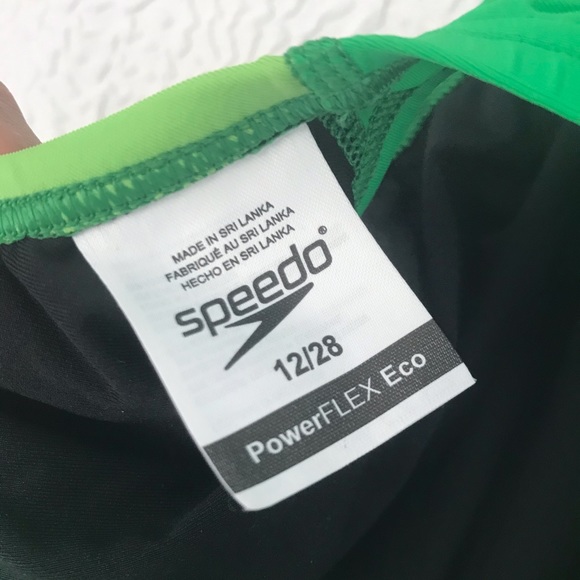 MADE IN SRI LANKA
FABRIQUÉ AU SRI LANKA
HECHO EN SRI LANKA
speedo®
12/28
PowerFLEX Eco